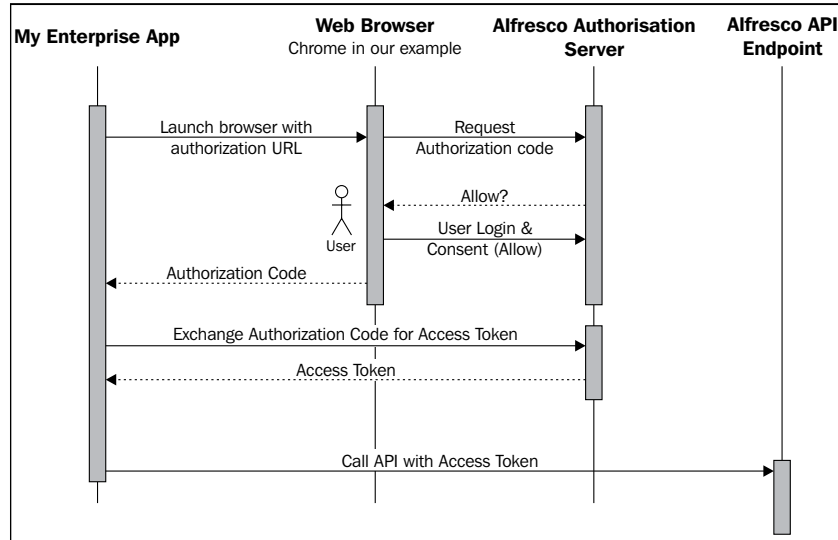 My Enterprise App
Web Browser
Chrome in our example
Alfresco Authorisation
Server
Alfresco API
Endpoint
Launch browser with
authorization URL
Request
Authorization code
Allow?
User
User Login &
Consent (Allow)
Authorization Code
Exchange Authorization Code for Access Token
Access Token
Call API with Access Token